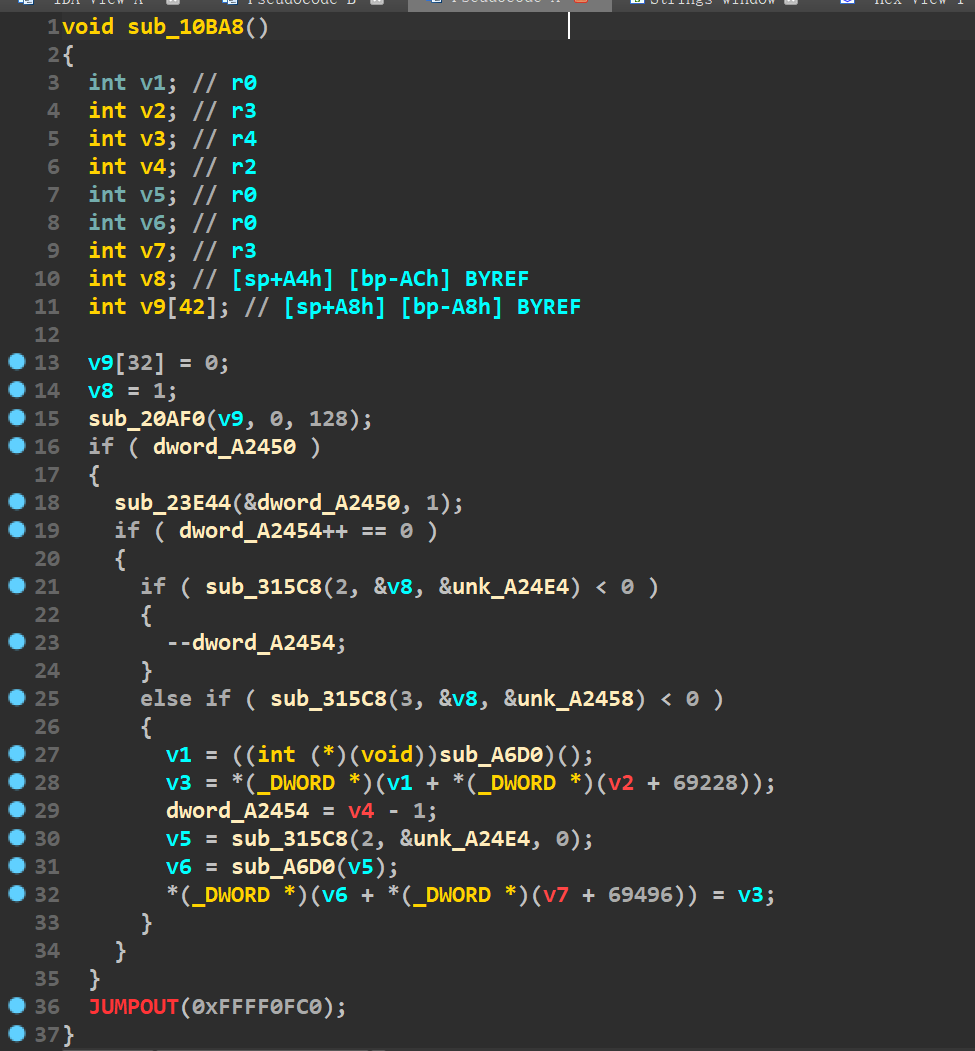 IDA View-A Pseudocode-B Pseudocode-A Strings window Hex View-1
1 void sub_10BA8()
2 {
3 int v1; // r0
4 int v2; // r3
5 int v3; // r4
6 int v4; // r2
7 int v5; // r0
8 int v6; // r0
9 int v7; // r3
10 int v8; // [sp+A4h] [bp-ACh] BYREF
11 int v9[42]; // [sp+A8h] [bp-A8h] BYREF
12
13 v9[32] = 0;
14 v8 = 1;
15 sub_20AF0(v9, 0, 128);
16 if ( dword_A2450 )
17 {
18 sub_23E44(&dword_A2450, 1);
19 if ( dword_A2454++ == 0 )
20 {
21 if ( sub_315C8(2, &v8, &unk_A24E4) < 0 )
22 {
23 --dword_A2454;
24 }
25 else if ( sub_315C8(3, &v8, &unk_A2458) < 0 )
26 {
27 v1 = ((int (*)(void))sub_A6D0)();
28 v3 = *(_DWORD *)(v1 + *(_DWORD *)(v2 + 69228));
29 dword_A2454 = v4 - 1;
30 v5 = sub_315C8(2, &unk_A24E4, 0);
31 v6 = sub_A6D0(v5);
32 *(_DWORD *)(v6 + *(_DWORD *)(v7 + 69496)) = v3;
33 }
34 }
35 }
36 JUMPOUT(0xFFFF0FC0);
37 }